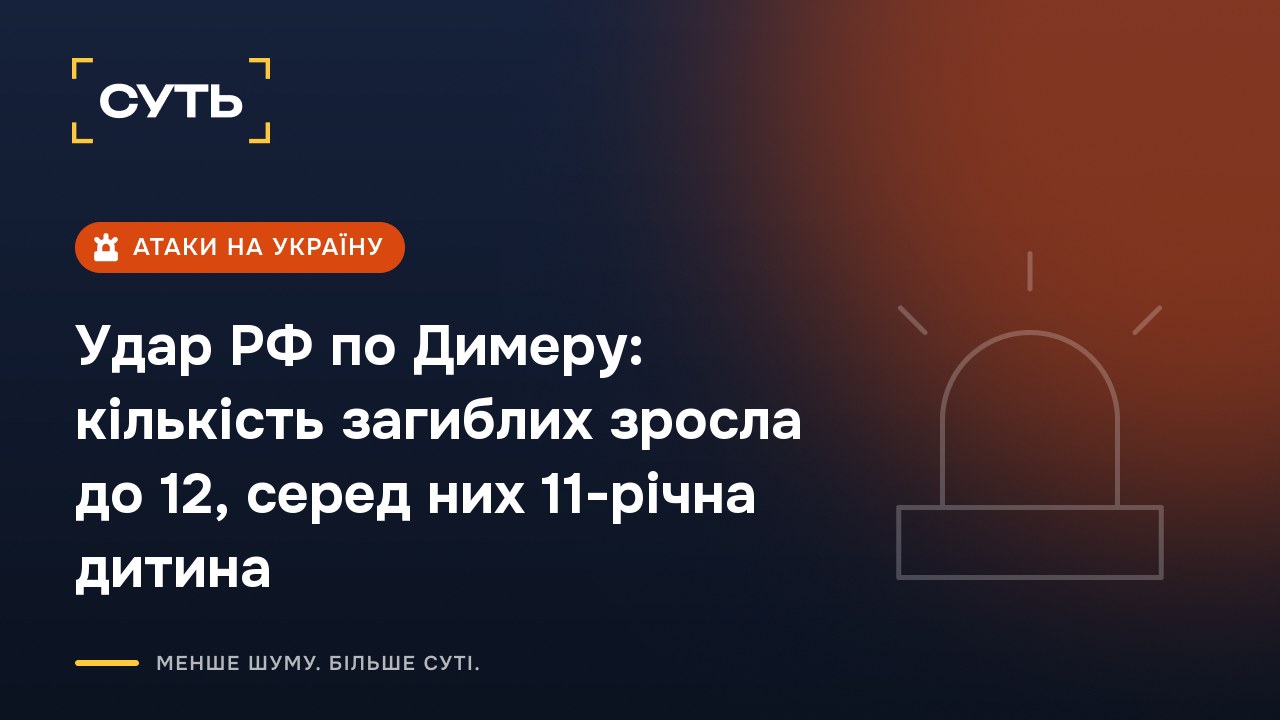 СУТЬ
АТАКИ НА УКРАЇНУ
Удар РФ по Димеру:
кількість загиблих зросла
до 12, серед них 11-річна
дитина
МЕНШЕ ШУМУ. БІЛЬШЕ СУТІ.